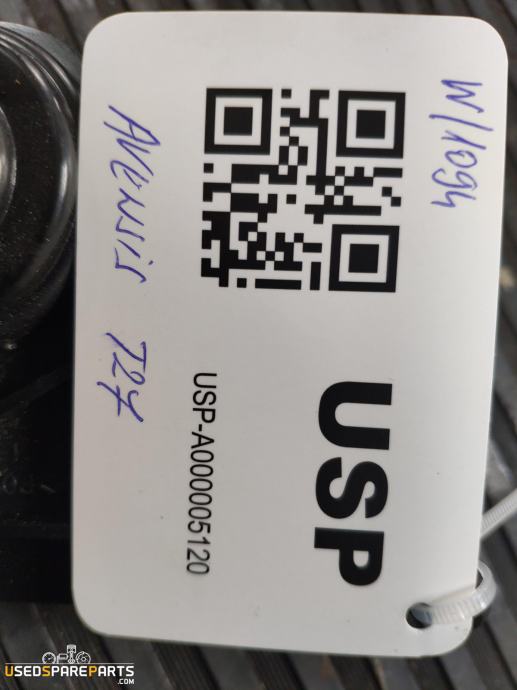 W/1094
USP
USP-A000005120
AVENSIS T27
USEDSPAREPARTS
.COM